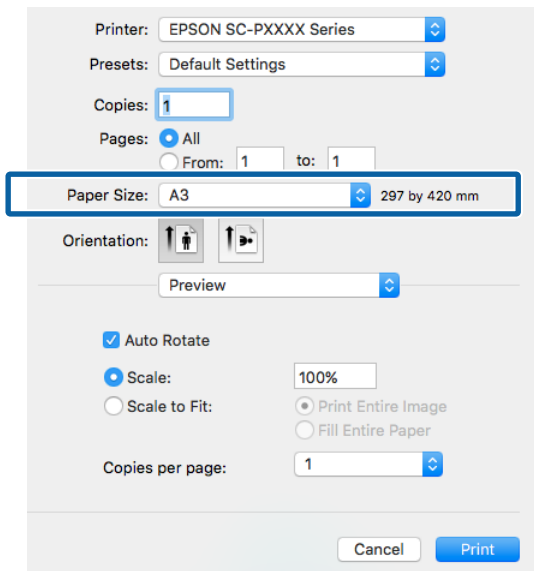 Printer: EPSON SC-PXXXX Series
Presets: Default Settings
Copies: 1
Pages: All
From: 1 to: 1
Paper Size: A3 297 by 420 mm
Orientation:
Preview
Auto Rotate
Scale: 100%
Scale to Fit: Print Entire Image
Fill Entire Paper
Copies per page: 1
Cancel Print